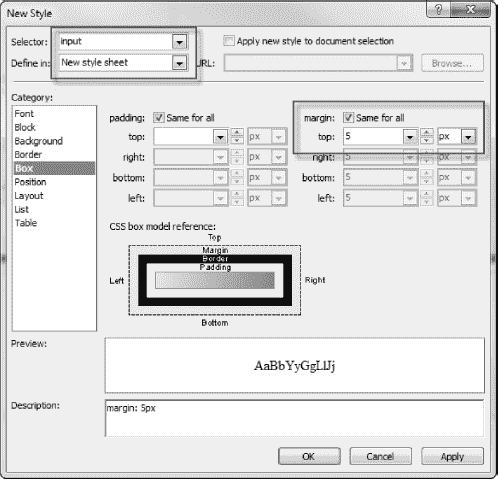 New Style
Selector: input Apply new style to document selection
Define in: New style sheet URL: Browse...
Category:
Font
Block
Background
Border
Box
Position
Layout
List
Table
padding: Same for all margin: Same for all
top: px top: 5 px
right: px right: 5 px
bottom: px bottom: 5 px
left: px left: 5 px
CSS box model reference:
Top
Margin
Border
Padding
Left Right
Bottom
Preview:
AaBbYyGgLlJj
Description: margin: 5px
OK Cancel Apply